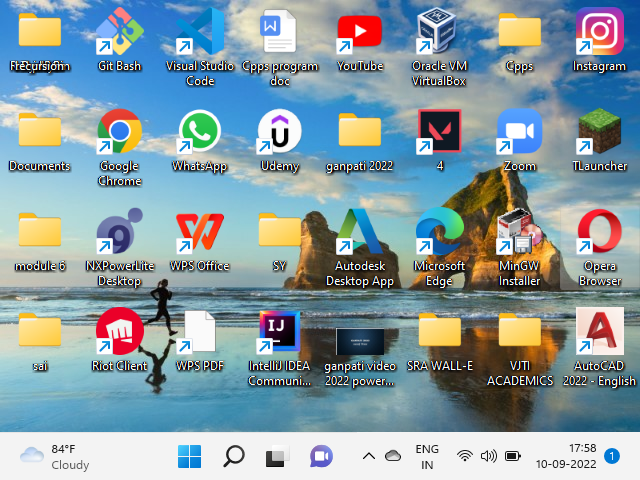 Git Bash
Visual Studio
Code
Cpps program
doc
YouTube
Oracle VM
VirtualBox
Cpps
Instagram
Documents
Google
Chrome
WhatsApp
Udemy
ganpati 2022
4
Zoom
TLauncher
module 6
NXPowerLite
Desktop
WPS Office
SY
Autodesk
Desktop App
Microsoft
Edge
MinGW
Installer
Opera
Browser
sai
Riot Client
WPS PDF
IntelliJ IDEA
Communi...
ganpati video
2022 power...
SRA WALL-E
VJTI
ACADEMICS
AutoCAD
2022 - English
84°F
Cloudy
ENG
IN
17:58
10-09-2022
1